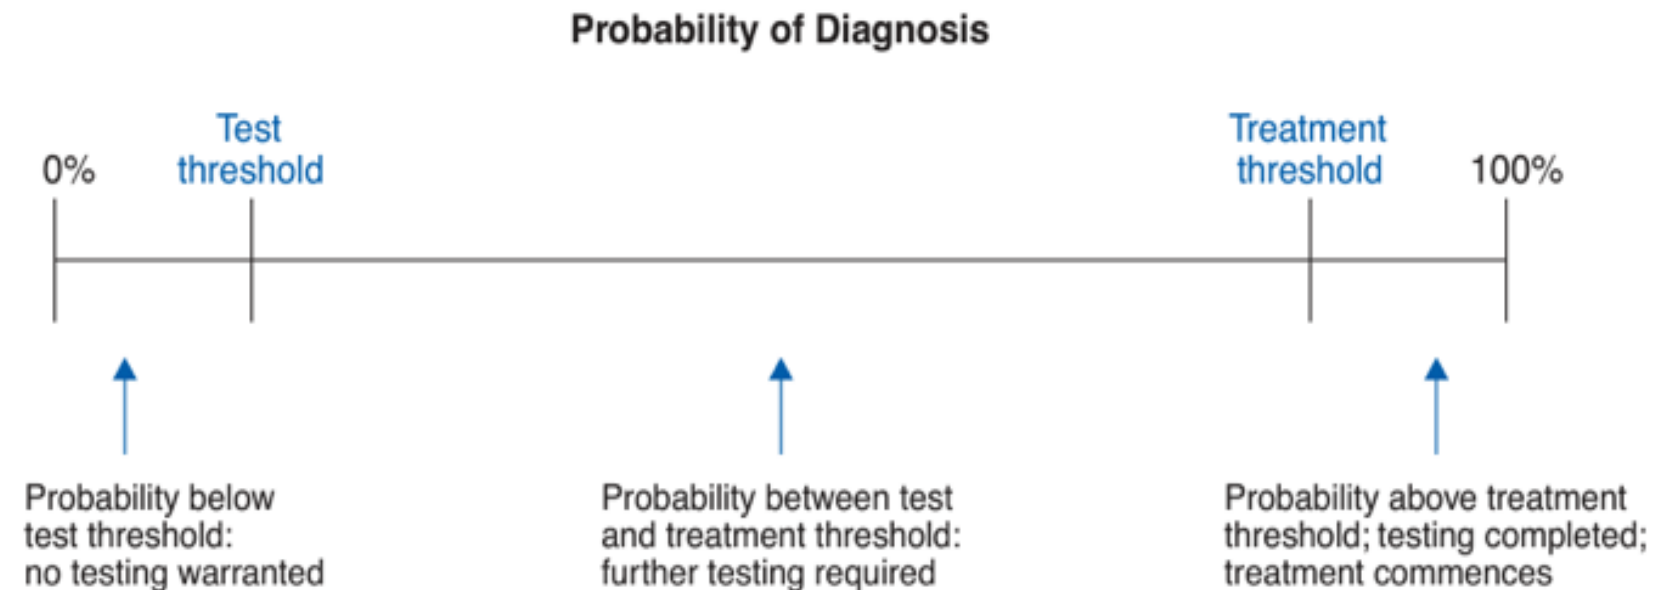 Probability of Diagnosis
Test
threshold
Treatment
threshold
0%
100%
Probability below
test threshold:
no testing warranted
Probability between test
and treatment threshold:
further testing required
Probability above treatment
threshold; testing completed;
treatment commences